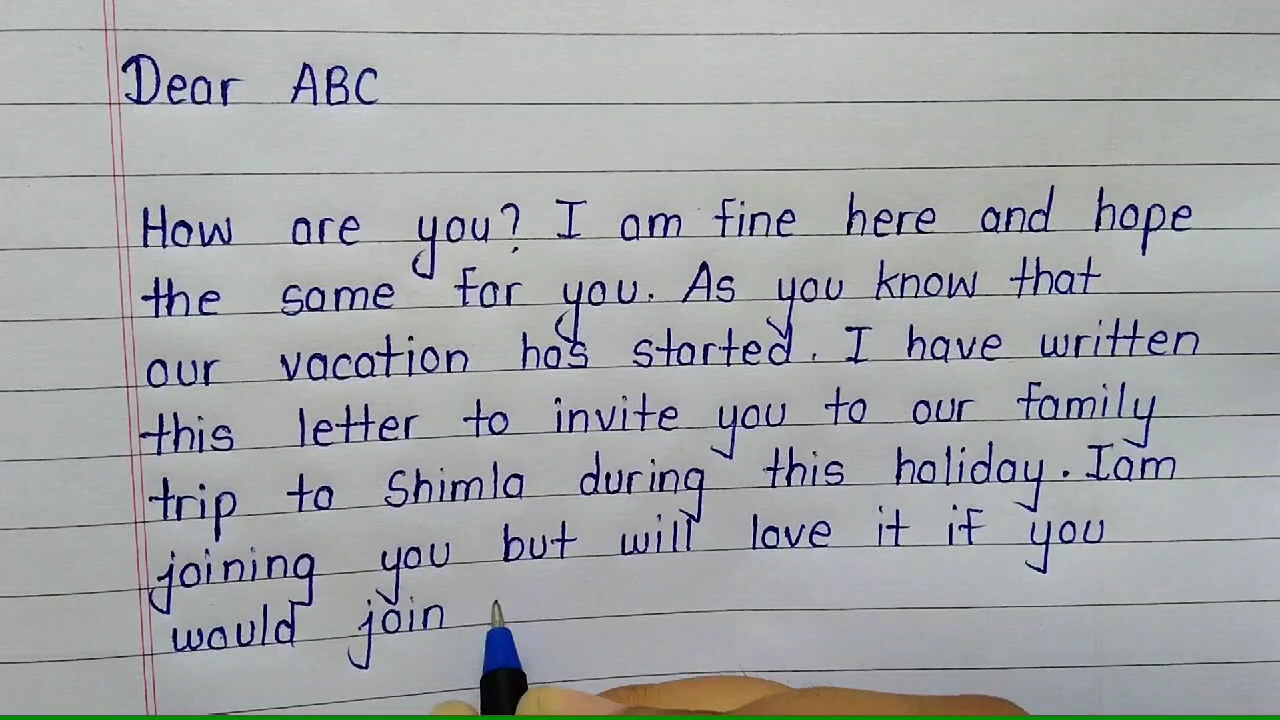 Dear ABC
How are you? I am fine here and hope
the same for you. As you know that
our vacation has started. I have written
this letter to invite you to our family
trip to Shimla during this holiday. I am
joining you but will love it if you
would join